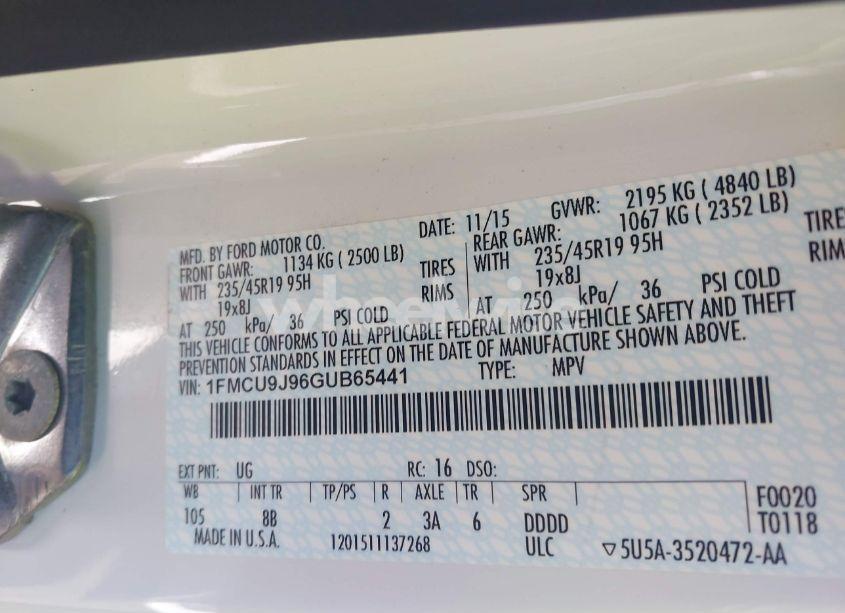 MFD. BY FORD MOTOR CO. DATE: 11/15 GVWR: 2195 KG ( 4840 LB)
FRONT GAWR: 1134 KG ( 2500 LB) REAR GAWR: 1067 KG ( 2352 LB)
WITH 235/45R19 95H TIRES WITH 235/45R19 95H TIRES
19x8J RIMS 19x8J RIMS
AT 250 kPa/ 36 PSI COLD AT 250 kPa/ 36 PSI COLD
THIS VEHICLE CONFORMS TO ALL APPLICABLE FEDERAL MOTOR VEHICLE SAFETY AND THEFT
PREVENTION STANDARDS IN EFFECT ON THE DATE OF MANUFACTURE SHOWN ABOVE.
VIN: 1FMCU9J96GUB65441 TYPE: MPV
EXT PNT: UG RC: 16 DSO:
WB INT TR TP/PS R AXLE TR SPR
105 8B 2 3A 6 DDDD
F0020
T0118
MADE IN U.S.A. 1201511137268 ULC ▽5U5A-3520472-AA